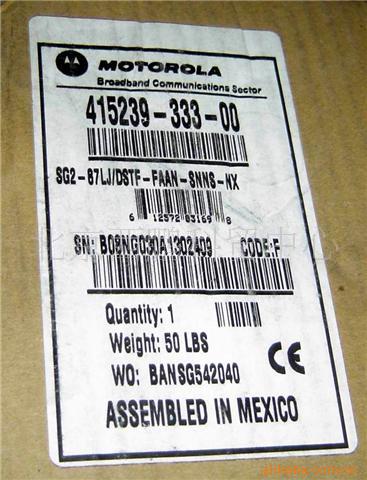 MOTOROLA
Broadband Communications Sector
415239-333-00
SG2-87LJ/DSTF-FAAN-SNNS-NX
6 12572 83169 8
SN: B08NGG30A1302409 CODE:F
Quantity: 1
Weight: 50 LBS
WO: BANSG542040
CE
ASSEMBLED IN MEXICO